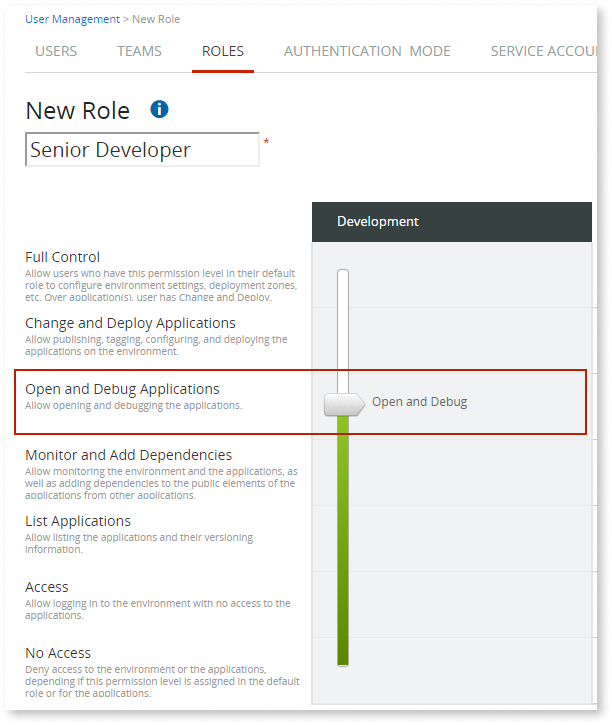 User Management > New Role
USERS TEAMS ROLES AUTHENTICATION MODE SERVICE ACCOU
New Role i
Senior Developer *
Development
Full Control
Allow users who have this permission level in their default
role to configure environment settings, deployment zones,
etc. Over application(s), user has Change and Deploy.
Change and Deploy Applications
Allow publishing, tagging, configuring, and deploying the
applications on the environment.
Open and Debug Applications
Allow opening and debugging the applications.
Open and Debug
Monitor and Add Dependencies
Allow monitoring the environment and the applications, as
well as adding dependencies to the public elements of the
applications from other applications.
List Applications
Allow listing the applications and their versioning
information.
Access
Allow logging in to the environment with no access to the
applications.
No Access
Deny access to the environment or the applications,
depending if this permission level is assigned in the default
role or for the applications.